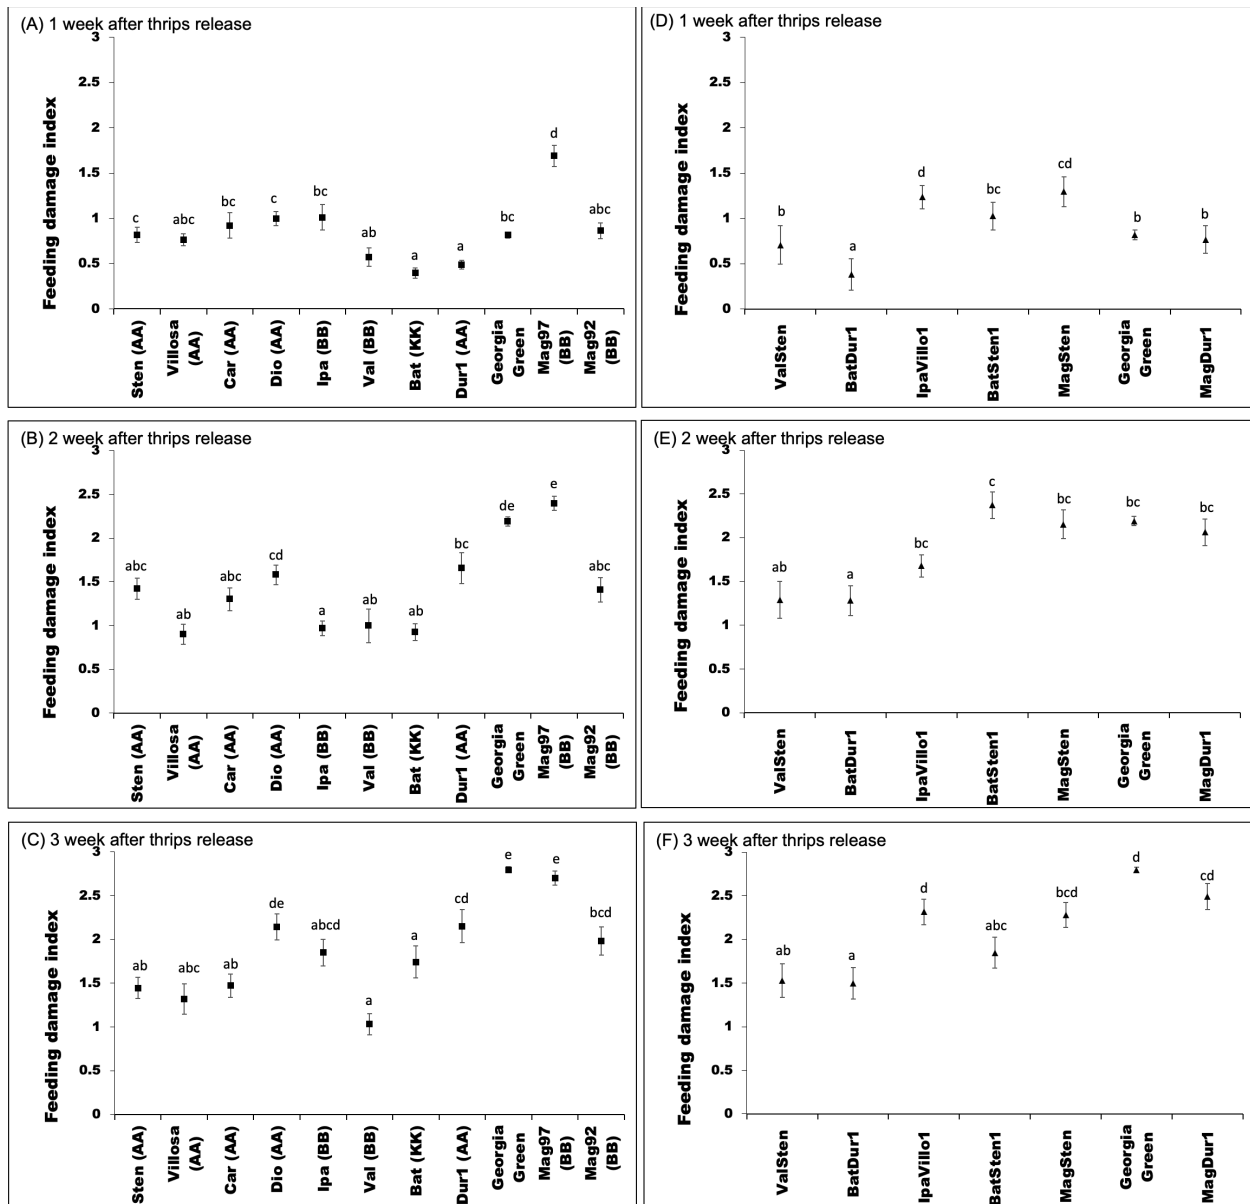 (A) 1 week after thrips release
Feeding damage index
3
2.5
2
1.5
1
0.5
0
c
abc
bc
c
bc
ab
a
a
bc
d
abc
Sten (AA)
Villosa
(AA)
Car (AA)
Dio (AA)
Ipa (BB)
Val (BB)
Bat (KK)
Dur1 (AA)
Georgia
Green
Mag97
(BB)
Mag92
(BB)
(D) 1 week after thrips release
Feeding damage index
3
2.5
2
1.5
1
0.5
0
b
a
d
bc
cd
b
b
ValSten
BatDur1
IpaVillo1
BatSten1
MagSten
Georgia
Green
MagDur1
(B) 2 week after thrips release
Feeding damage index
3
2.5
2
1.5
1
0.5
0
abc
ab
abc
cd
a
ab
ab
bc
de
e
abc
Sten (AA)
Villosa
(AA)
Car (AA)
Dio (AA)
Ipa (BB)
Val (BB)
Bat (KK)
Dur1 (AA)
Georgia
Green
Mag97
(BB)
Mag92
(BB)
(E) 2 week after thrips release
Feeding damage index
3
2.5
2
1.5
1
0.5
0
ab
a
bc
c
bc
bc
bc
ValSten
BatDur1
IpaVillo1
BatSten1
MagSten
Georgia
Green
MagDur1
(C) 3 week after thrips release
Feeding damage index
3
2.5
2
1.5
1
0.5
0
ab
abc
ab
de
abcd
a
a
cd
e
e
bcd
Sten (AA)
Villosa
(AA)
Car (AA)
Dio (AA)
Ipa (BB)
Val (BB)
Bat (KK)
Dur1 (AA)
Georgia
Green
Mag97
(BB)
Mag92
(BB)
(F) 3 week after thrips release
Feeding damage index
3
2.5
2
1.5
1
0.5
0
ab
a
d
abc
bcd
d
cd
ValSten
BatDur1
IpaVillo1
BatSten1
MagSten
Georgia
Green
MagDur1